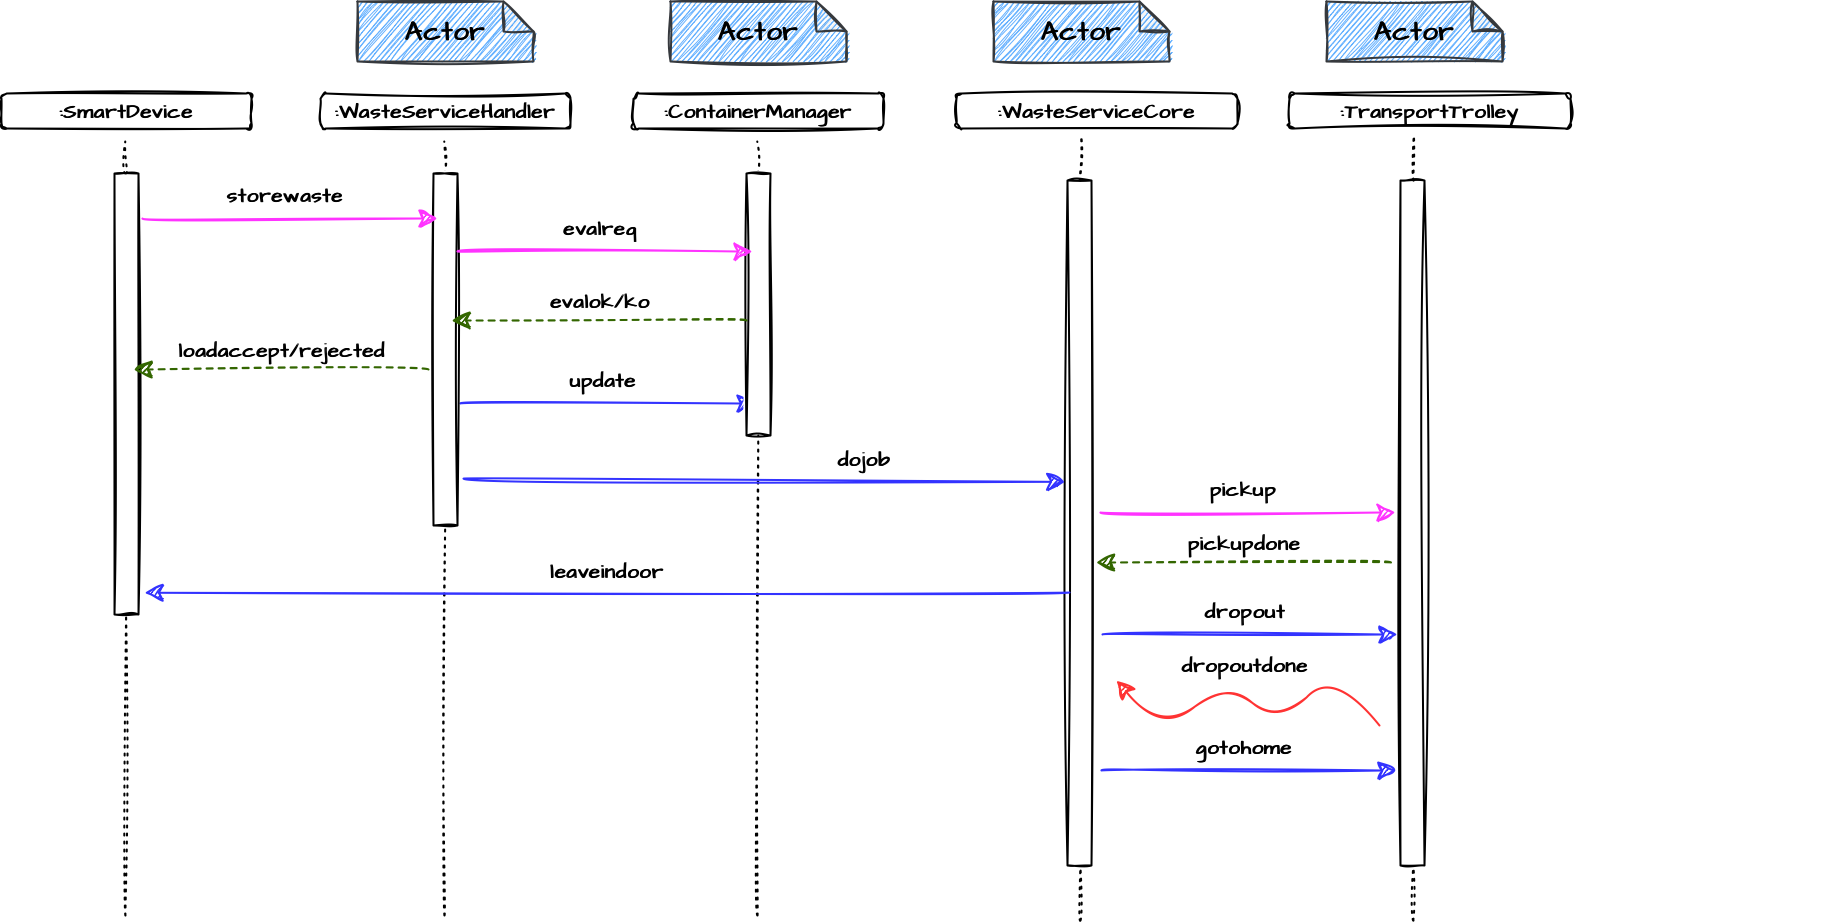 Actor
Actor
Actor
Actor
:SmartDevice
:WasteServiceHandler
:ContainerManager
:WasteServiceCore
:TransportTrolley
storewaste
evalreq
evalok/ko
loadaccept/rejected
update
dojob
pickup
pickupdone
leaveindoor
dropout
dropoutdone
gotohome